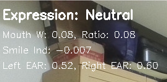 Expression: Neutral
Mouth W: 0.08, Ratio: 0.08
Smile Ind: -0.007
Left EAR: 0.52, Right EAR: 0.60